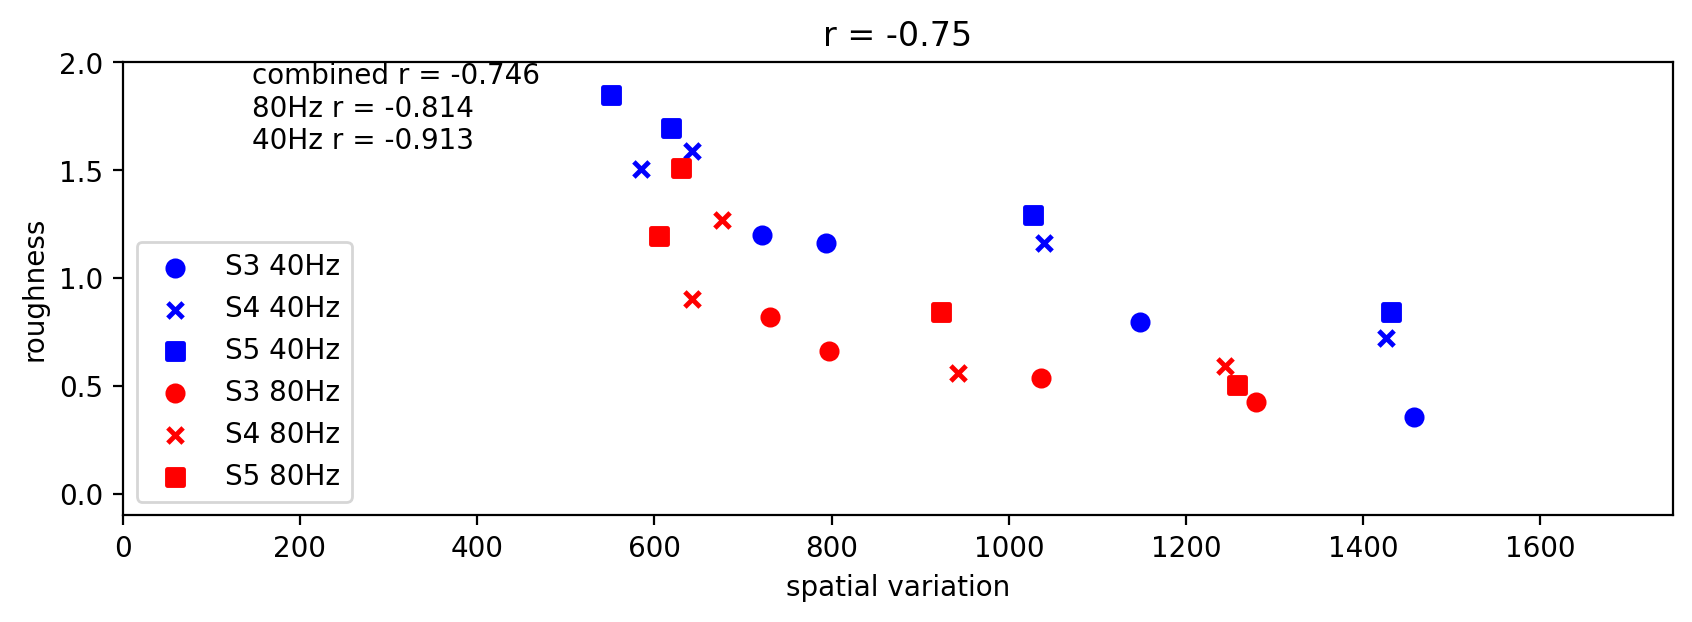 r = -0.75
combined r = -0.746
80Hz r = -0.814
40Hz r = -0.913
2.0
1.5
1.0
0.5
0.0
roughness
S3 40Hz
S4 40Hz
S5 40Hz
S3 80Hz
S4 80Hz
S5 80Hz
0 200 400 600 800 1000 1200 1400 1600
spatial variation